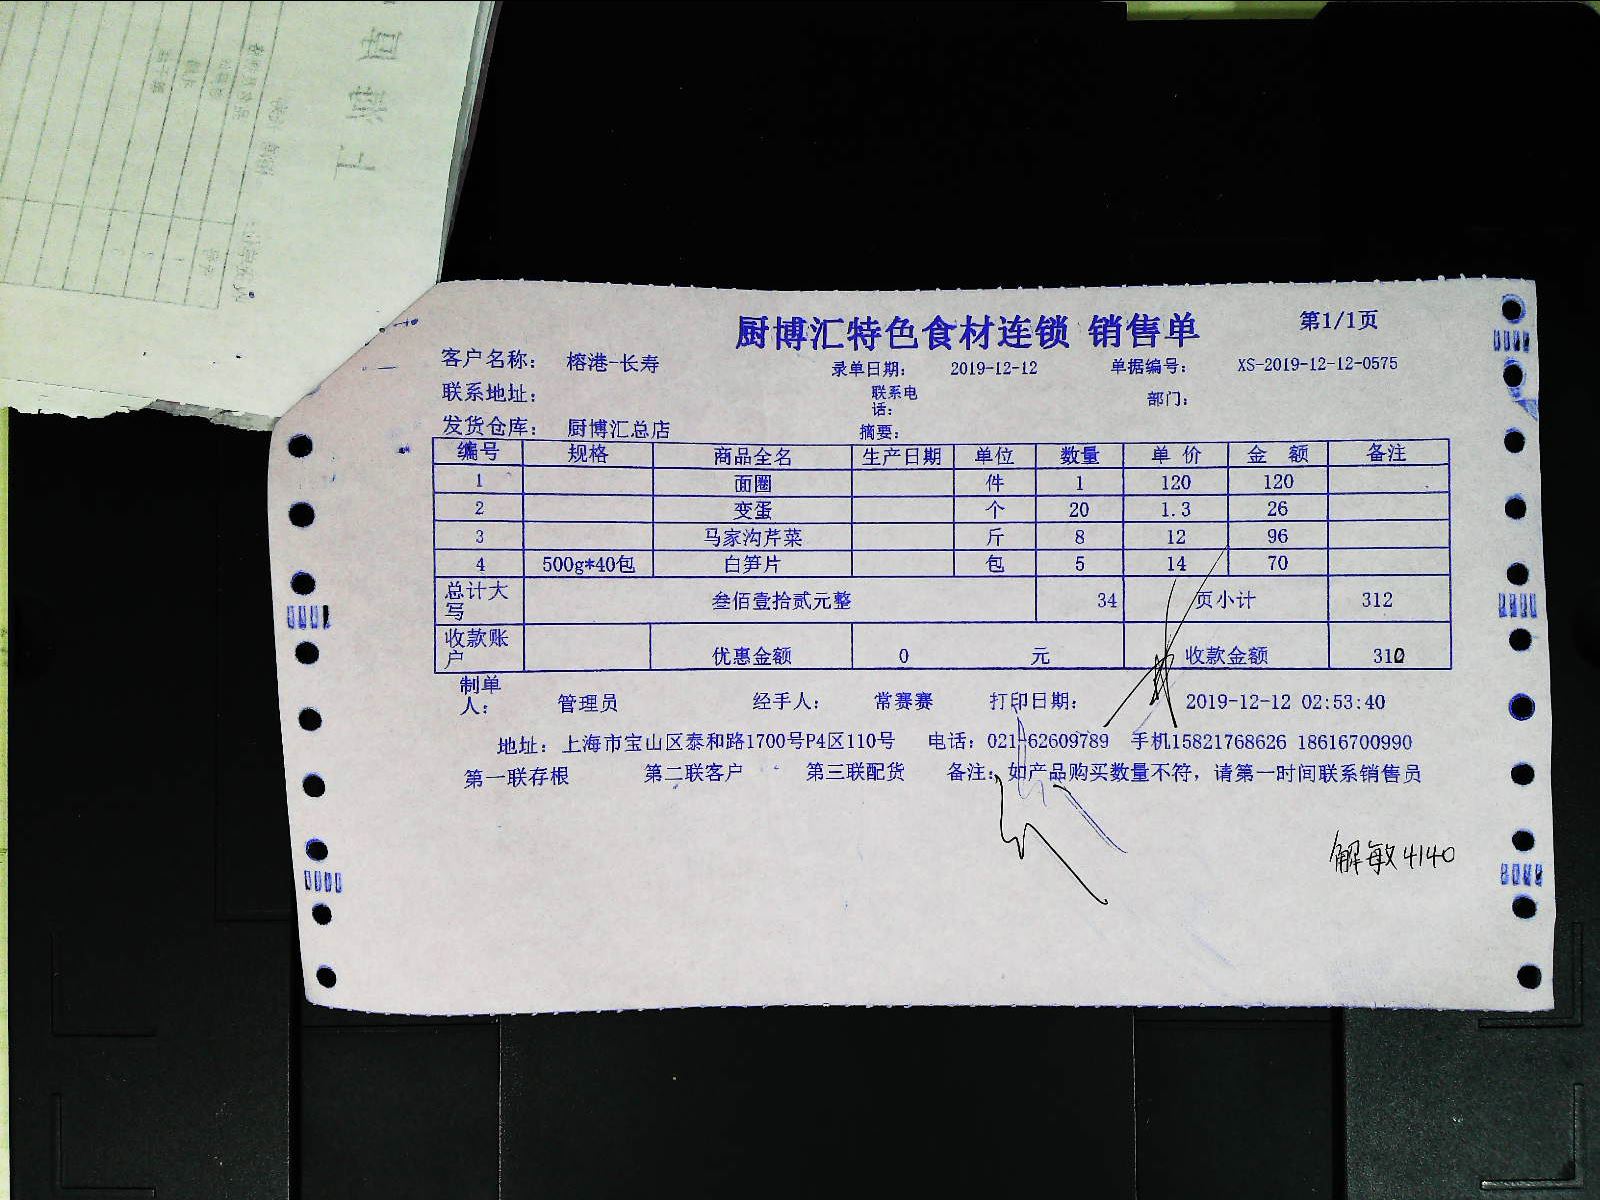 厨博汇特色食材连锁 销售单 第1/1页
客户名称: 榕港-长寿 录单日期: 2019-12-12 单据编号: XS-2019-12-12-0575
联系地址: 联系电话: 部门:
发货仓库: 厨博汇总店 摘要:
编号 规格 商品全名 生产日期 单位 数量 单 价 金 额 备注
1 面圈 件 1 120 120
2 变蛋 个 20 1.3 26
3 马家沟芹菜 斤 8 12 96
4 500g*40包 白笋片 包 5 14 70
总计大写 叁佰壹拾贰元整 34 页小计 312
收款账户 优惠金额 0 元 收款金额 312
制单人: 管理员 经手人: 常赛赛 打印日期: 2019-12-12 02:53:40
地址: 上海市宝山区泰和路1700号P4区110号 电话: 021-62609789 手机15821768626 18616700990
第一联存根 第二联客户 第三联配货 备注: 如产品购买数量不符, 请第一时间联系销售员
解敏4140